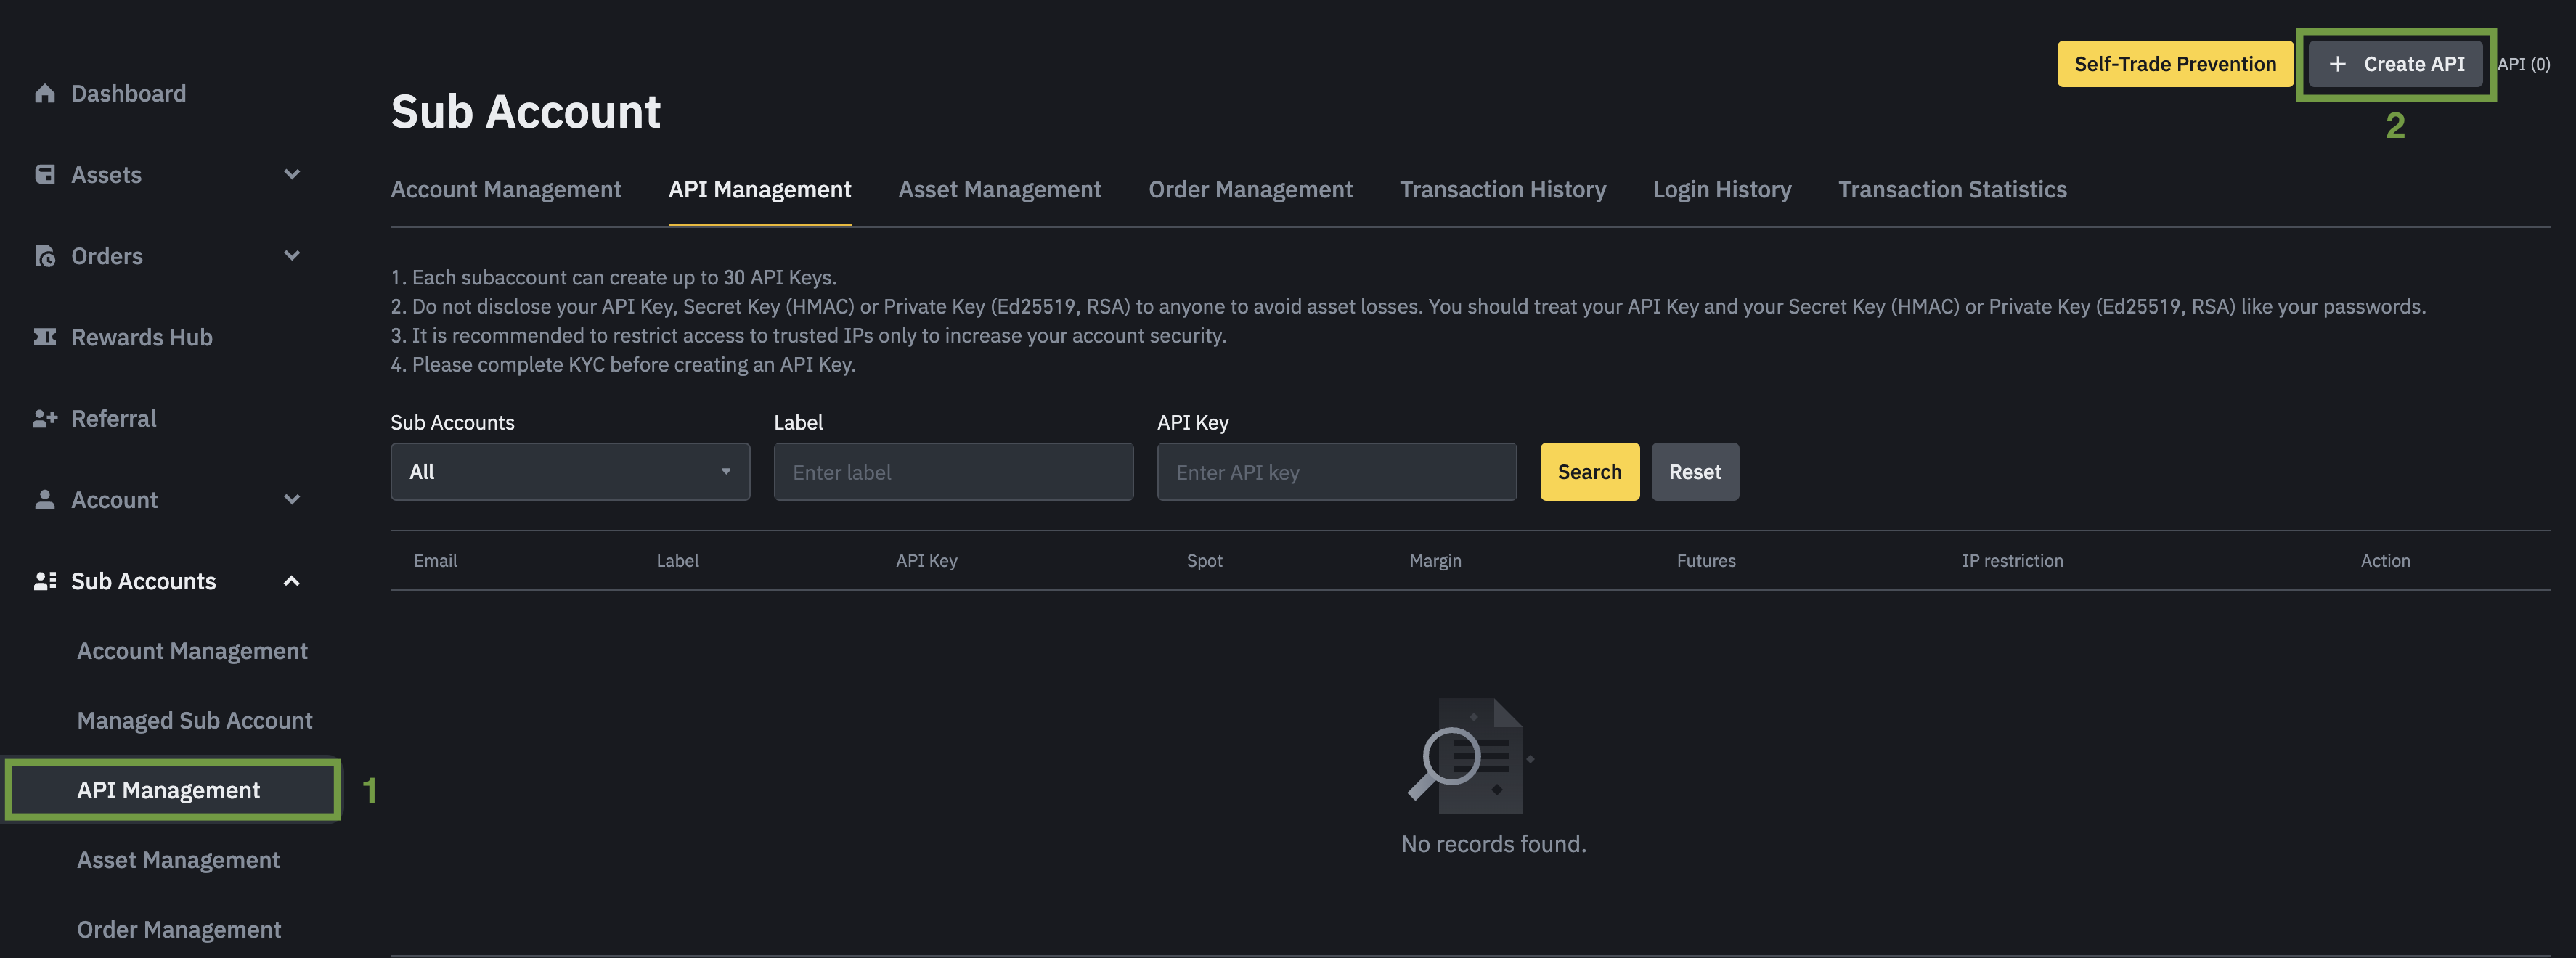 Self-Trade Prevention
+ Create API
API (0)
2
Dashboard
Assets
Orders
Rewards Hub
Referral
Account
Sub Accounts
Account Management
Managed Sub Account
API Management
1
Asset Management
Order Management
Sub Account
Account Management API Management Asset Management Order Management Transaction History Login History Transaction Statistics
1. Each subaccount can create up to 30 API Keys.
2. Do not disclose your API Key, Secret Key (HMAC) or Private Key (Ed25519, RSA) to anyone to avoid asset losses. You should treat your API Key and your Secret Key (HMAC) or Private Key (Ed25519, RSA) like your passwords.
3. It is recommended to restrict access to trusted IPs only to increase your account security.
4. Please complete KYC before creating an API Key.
Sub Accounts Label API Key
All Enter label Enter API key Search Reset
Email Label API Key Spot Margin Futures IP restriction Action
No records found.